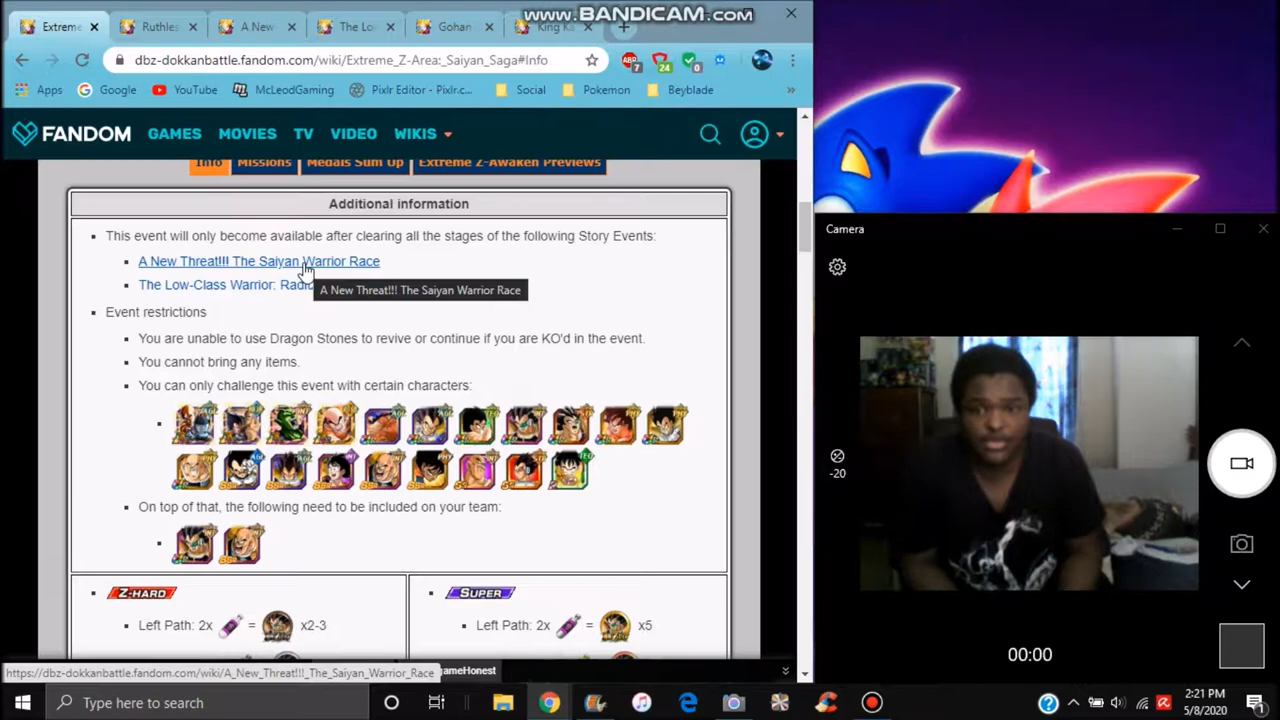 www.BANDICAM.com
Extreme
Ruthles
A New
The Lo
Gohan
King K
dbz-dokkanbattle.fandom.com/wiki/Extreme_Z-Area:_Saiyan_Saga#Info
7
24
0
Apps
Google
YouTube
McLeodGaming
Pixlr Editor - Pixlr.c...
Social
Pokemon
Beyblade
»
FANDOM
GAMES
MOVIES
TV
VIDEO
WIKIS
Info
Missions
Medals Sum Up
Extreme Z-Awaken Previews
Additional information
This event will only become available after clearing all the stages of the following Story Events:
A New Threat!!! The Saiyan Warrior Race
The Low-Class Warrior:
A New Threat!!! The Saiyan Warrior Race
Event restrictions
You are unable to use Dragon Stones to revive or continue if you are KO'd in the event.
You cannot bring any items.
You can only challenge this event with certain characters:
On top of that, the following need to be included on your team:
Z-HARD
SUPER
Left Path: 2x = x2-3
Left Path: 2x = x5
gameHonest
https://dbz-dokkanbattle.fandom.com/wiki/A_New_Threat!!!_The_Saiyan_Warrior_Race
Camera
-20
00:00
Type here to search
2:21 PM
5/8/2020
1